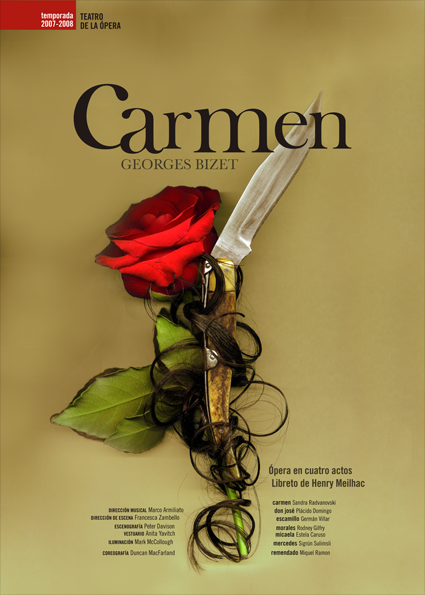 temporada
2007-2008
TEATRO
DE LA ÓPERA
Carmen
GEORGES BIZET
Ópera en cuatro actos
Libreto de Henry Meilhac
DIRECCIÓN MUSICAL Marco Armiliato
DIRECCIÓN DE ESCENA Francesca Zambello
ESCENOGRAFÍA Peter Davison
VESTUARIO Anita Yavitch
ILUMINACIÓN Mark McCollough
COREOGRAFÍA Duncan MacFarland
carmen Sandra Radvanovski
don josé Plácido Domingo
escamillo Germán Villar
morales Rodney Gilfry
micaela Estela Caruso
mercedes Sigrún Sulimsli
remendado Miquel Ramon